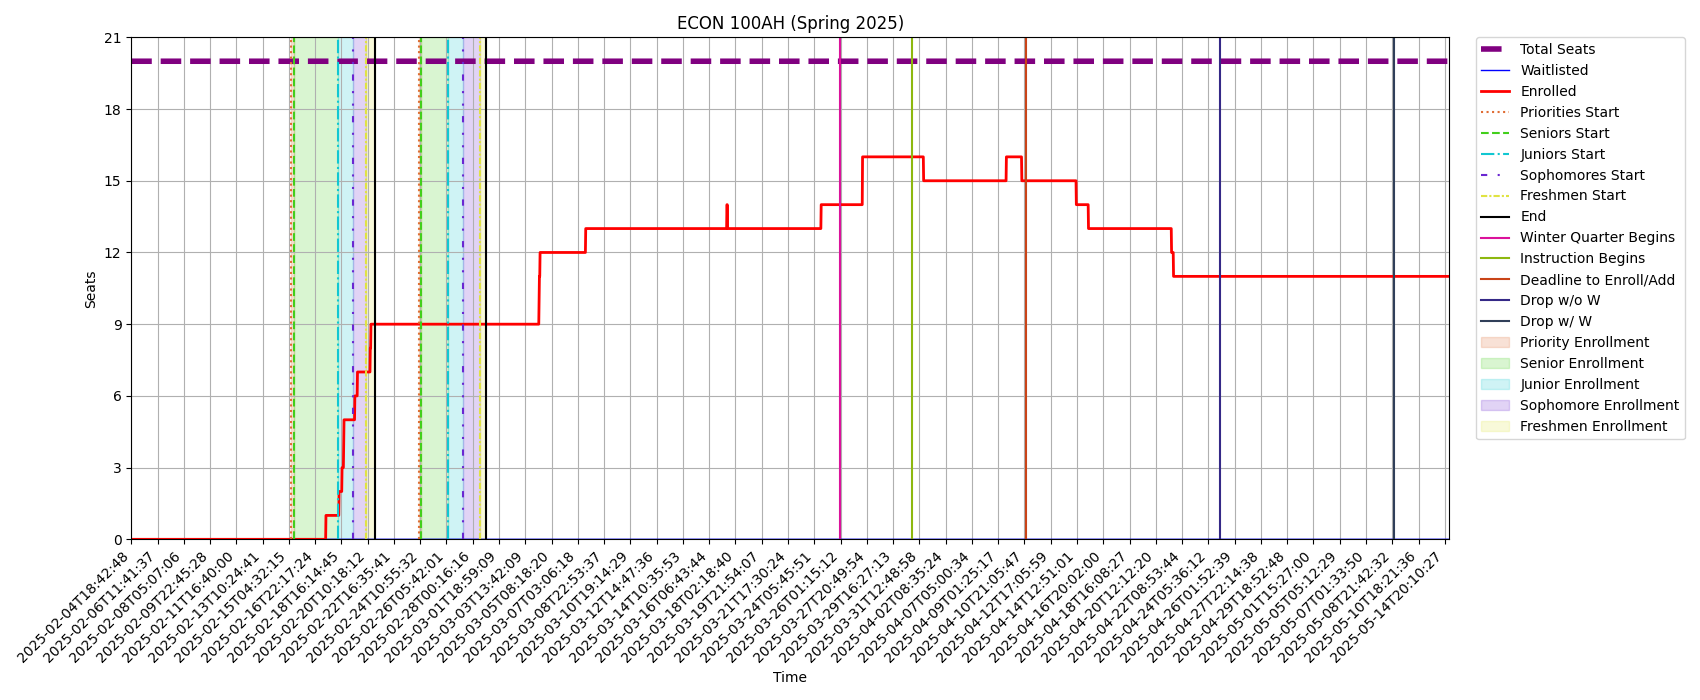 ECON 100AH (Spring 2025)
21
18
15
12
9
6
3
0
Seats
2025-02-04T18:42:48
2025-02-06T11:41:37
2025-02-08T05:07:06
2025-02-09T22:45:28
2025-02-11T16:40:00
2025-02-13T10:24:41
2025-02-15T04:32:15
2025-02-16T22:17:24
2025-02-18T16:14:45
2025-02-20T10:18:12
2025-02-22T16:35:41
2025-02-24T10:55:32
2025-02-26T05:42:01
2025-02-28T00:16:16
2025-03-01T18:59:09
2025-03-03T13:42:09
2025-03-05T08:18:20
2025-03-07T03:06:18
2025-03-08T22:53:37
2025-03-10T19:14:29
2025-03-12T14:47:36
2025-03-14T10:35:53
2025-03-16T06:43:44
2025-03-18T02:18:40
2025-03-19T21:54:07
2025-03-21T17:30:24
2025-03-24T05:45:51
2025-03-26T01:15:12
2025-03-27T20:49:54
2025-03-29T16:27:13
2025-03-31T12:48:58
2025-04-02T08:35:24
2025-04-07T05:00:34
2025-04-09T01:25:17
2025-04-10T21:05:47
2025-04-12T17:05:59
2025-04-14T12:51:01
2025-04-16T20:02:00
2025-04-18T16:08:27
2025-04-20T12:12:20
2025-04-22T08:53:44
2025-04-24T05:36:12
2025-04-26T01:52:39
2025-04-27T22:14:38
2025-04-29T18:52:48
2025-05-01T15:27:00
2025-05-05T12:29
2025-05-07T01:33:50
2025-05-08T21:42:32
2025-05-10T18:21:36
2025-05-14T20:10:27
Time
Total Seats
Waitlisted
Enrolled
Priorities Start
Seniors Start
Juniors Start
Sophomores Start
Freshmen Start
End
Winter Quarter Begins
Instruction Begins
Deadline to Enroll/Add
Drop w/o W
Drop w/ W
Priority Enrollment
Senior Enrollment
Junior Enrollment
Sophomore Enrollment
Freshmen Enrollment